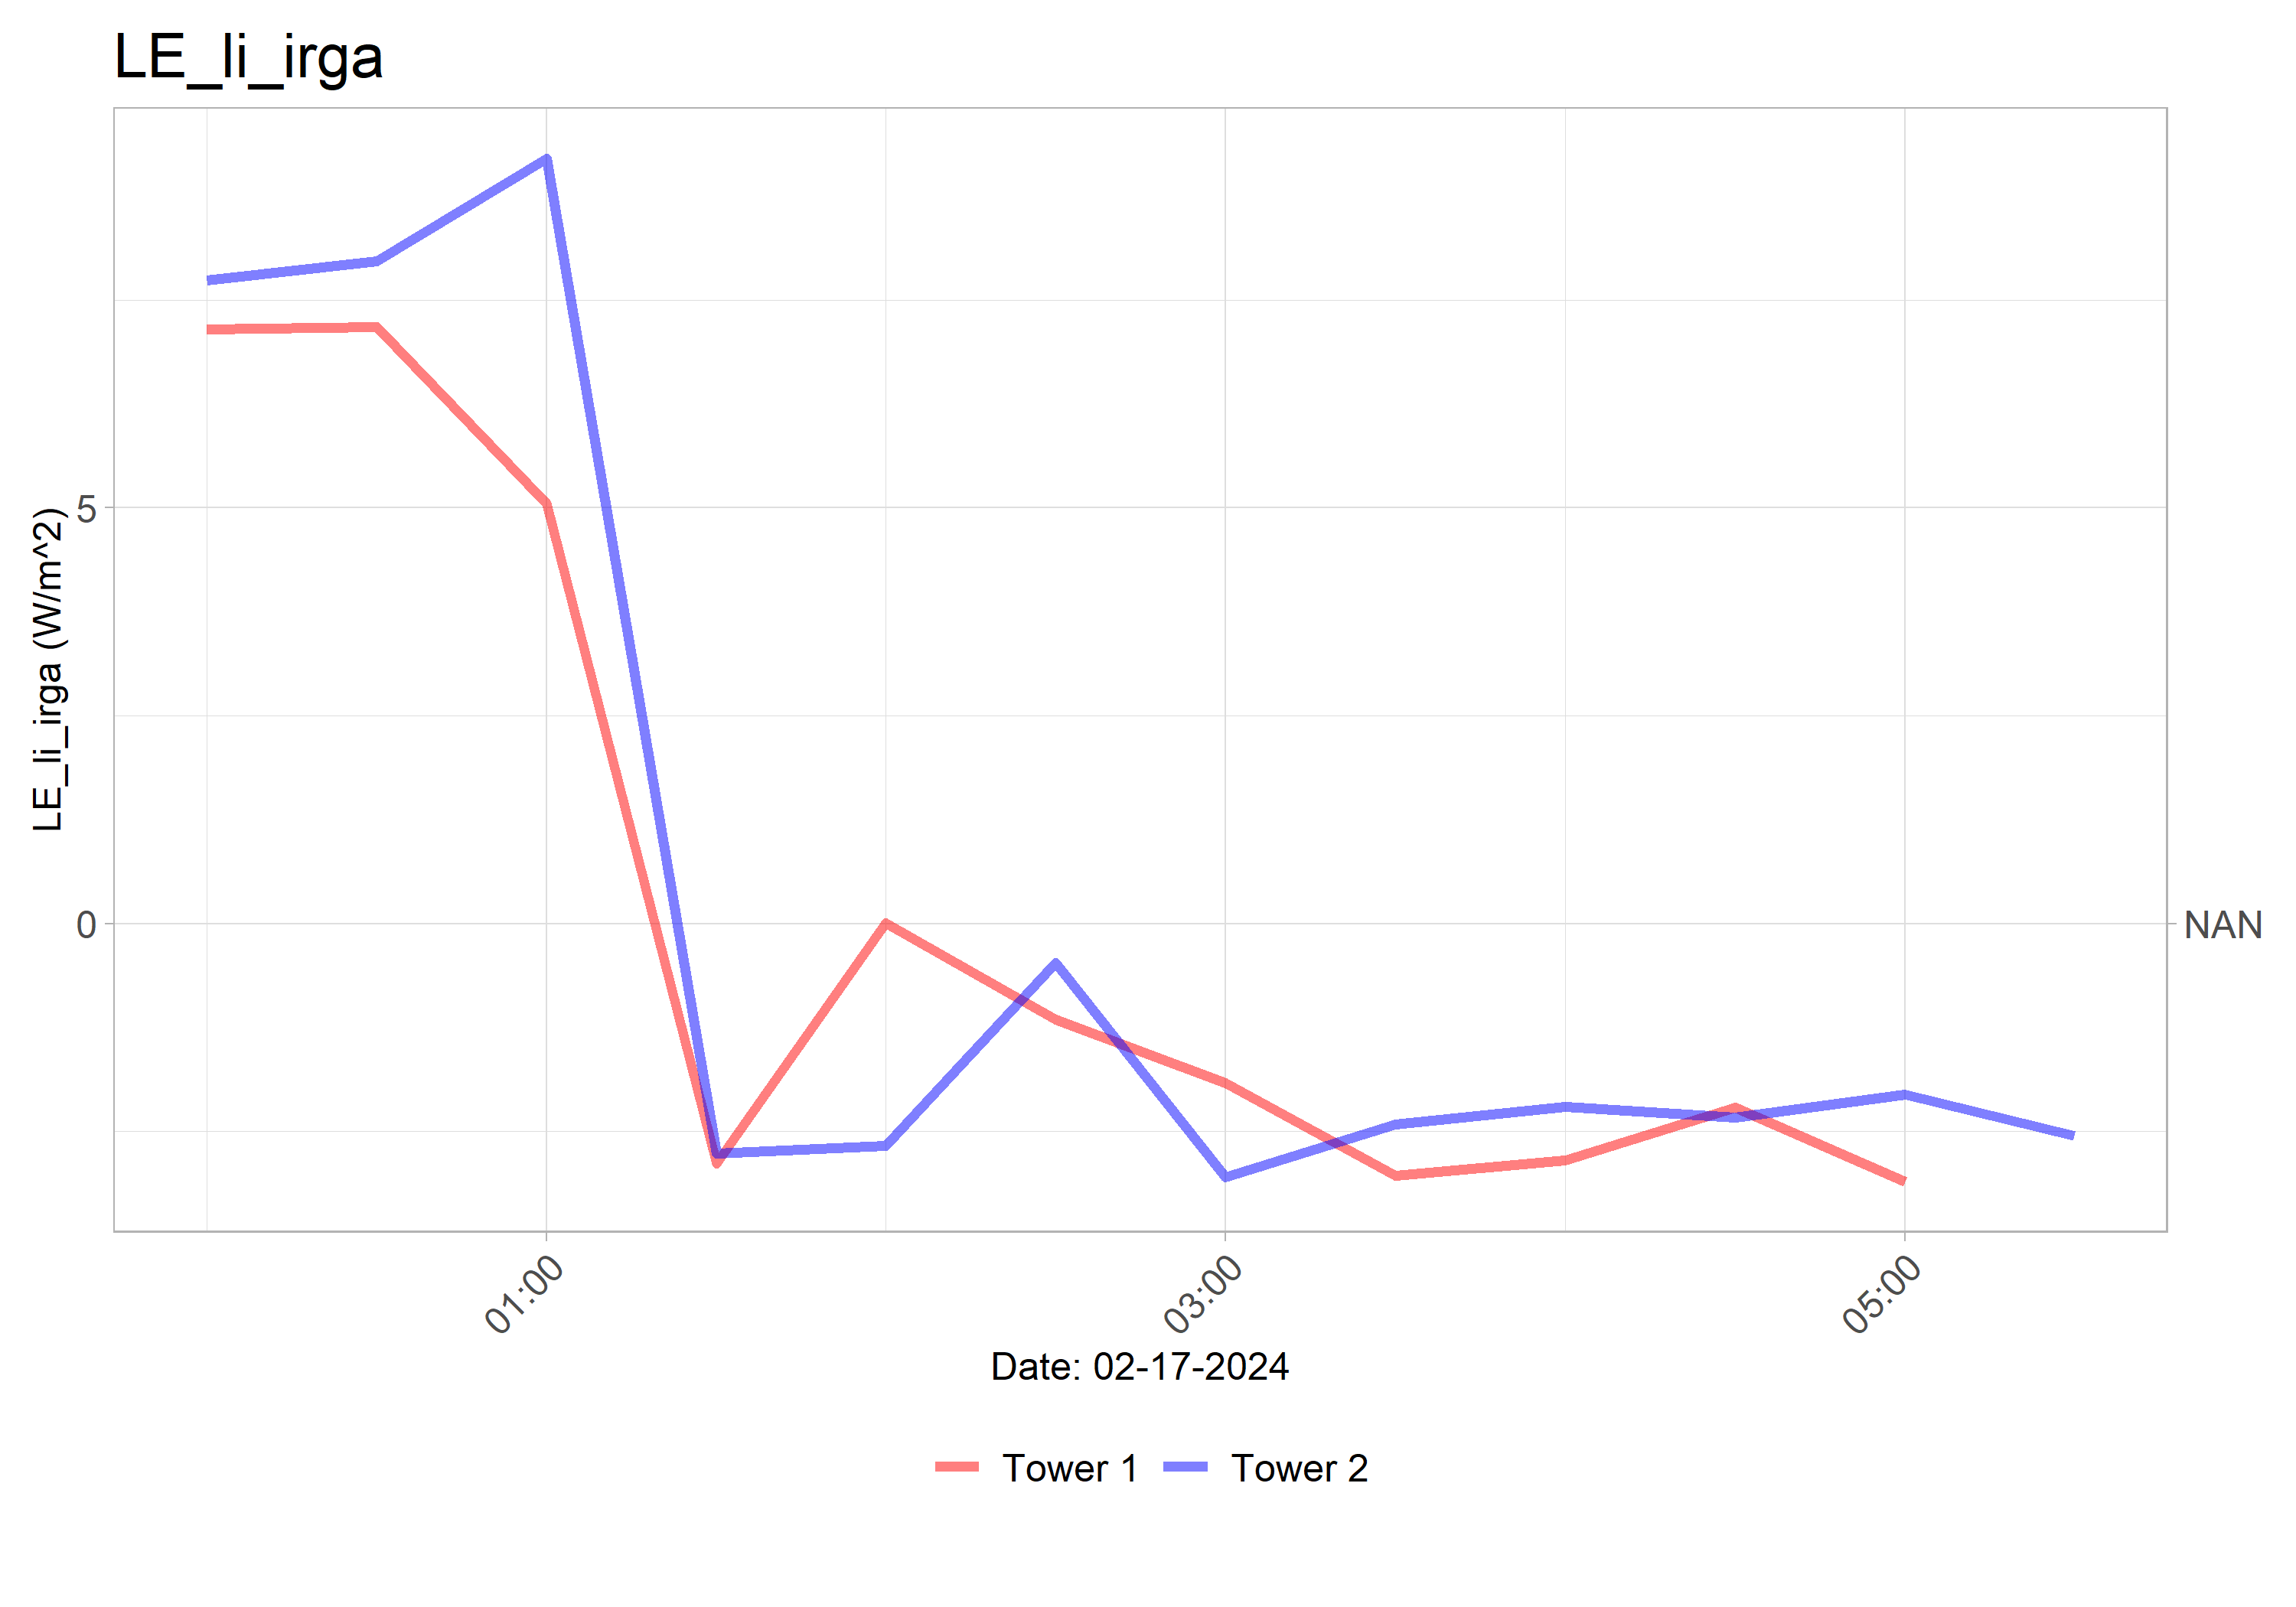 LE_li_irga
LE_li_irga (W/m^2)
5
0
NAN
01:00
03:00
05:00
Date: 02-17-2024
Tower 1
Tower 2